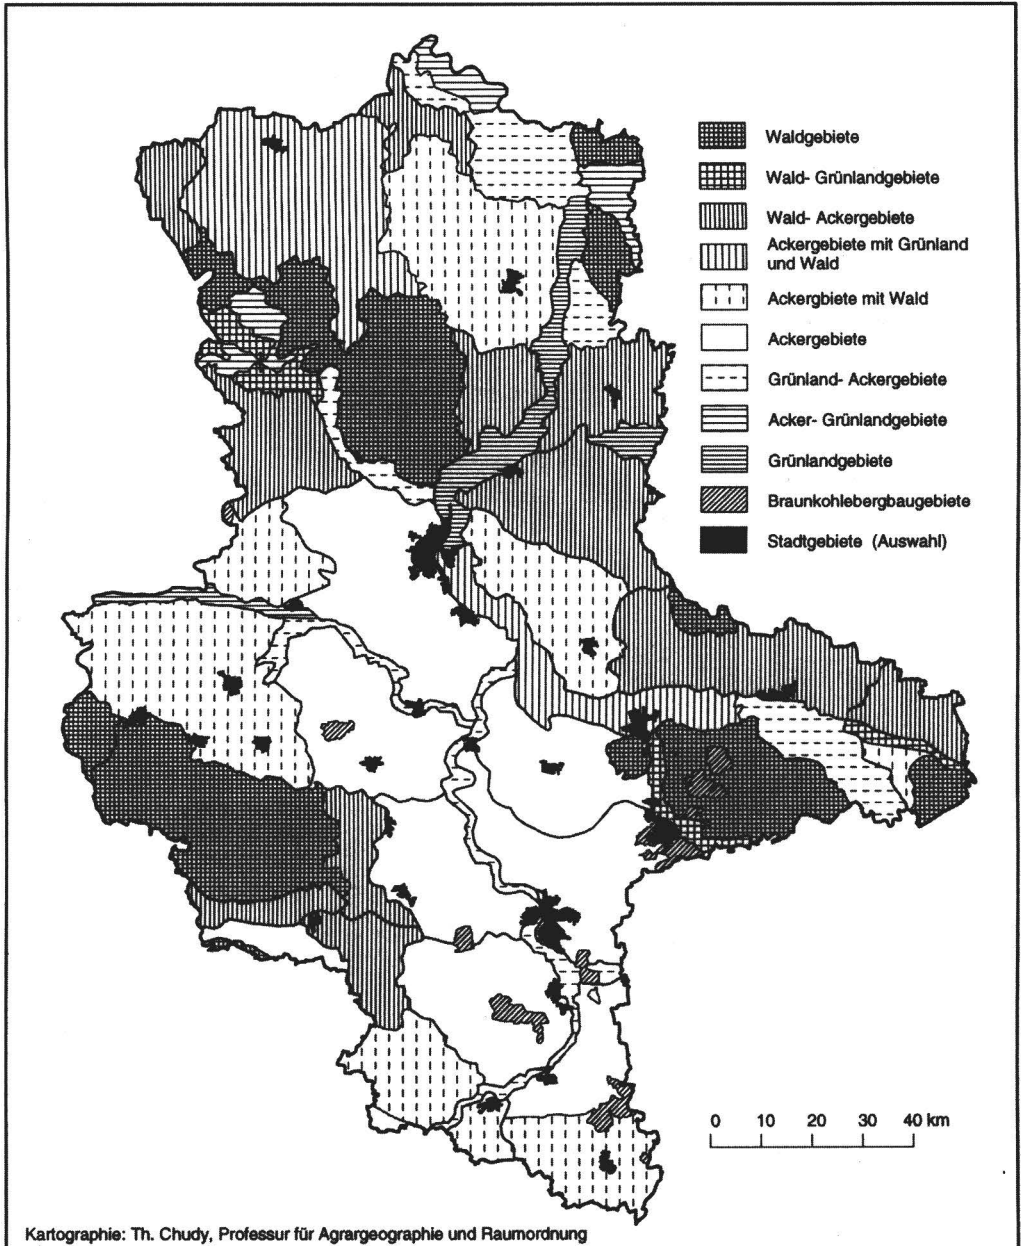 Waldgebiete
Wald- Grünlandgebiete
Wald- Ackergebiete
Ackergebiete mit Grünland
und Wald
Ackergbiete mit Wald
Ackergebiete
Grünland- Ackergebiete
Acker- Grünlandgebiete
Grünlandgebiete
Braunkohlebergbaugebiete
Stadtgebiete (Auswahl)
0 10 20 30 40 km
Kartographie: Th. Chudy, Professur für Agrargeographie und Raumordnung